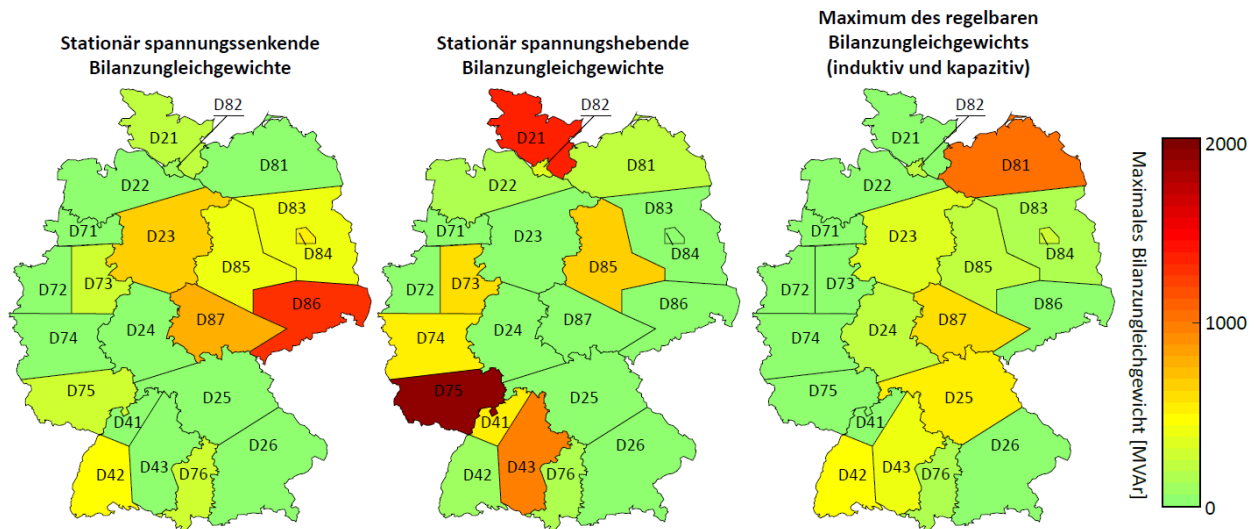 Stationär spannungssenkende
Bilanzungleichgewichte
D82
D21
D81
D22
D83
D71
D23
D84
D85
D73
D72
D86
D87
D24
D74
D75
D25
D41
D26
D43
D76
D42
Stationär spannungshebende
Bilanzungleichgewichte
D82
D21
D81
D22
D83
D71
D23
D84
D85
D73
D72
D86
D87
D24
D74
D75
D25
D41
D26
D43
D76
D42
Maximum des regelbaren
Bilanzungleichgewichts
(induktiv und kapazitiv)
D82
D21
D81
D22
D83
D71
D23
D84
D85
D73
D72
D86
D87
D24
D74
D75
D25
D41
D26
D43
D76
D42
Maximales Bilanzungleichgewicht [MVAr]
2000
1000
0